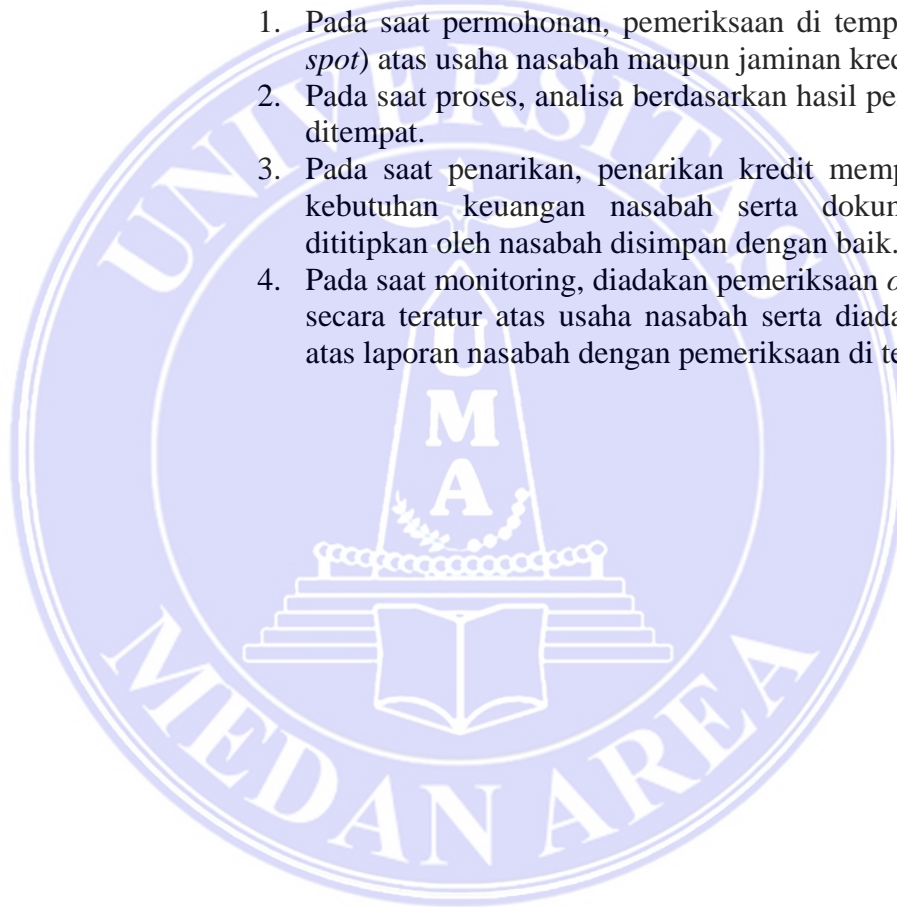 1. Pada saat permohonan, pemeriksaan di temp
spot) atas usaha nasabah maupun jaminan kred
2. Pada saat proses, analisa berdasarkan hasil pe
ditempat.
3. Pada saat penarikan, penarikan kredit memp
kebutuhan keuangan nasabah serta dokum
dititipkan oleh nasabah disimpan dengan baik.
4. Pada saat monitoring, diadakan pemeriksaan o
secara teratur atas usaha nasabah serta diada
atas laporan nasabah dengan pemeriksaan di te
UNIVERSITAS
U
M
A
MEDAN AREA